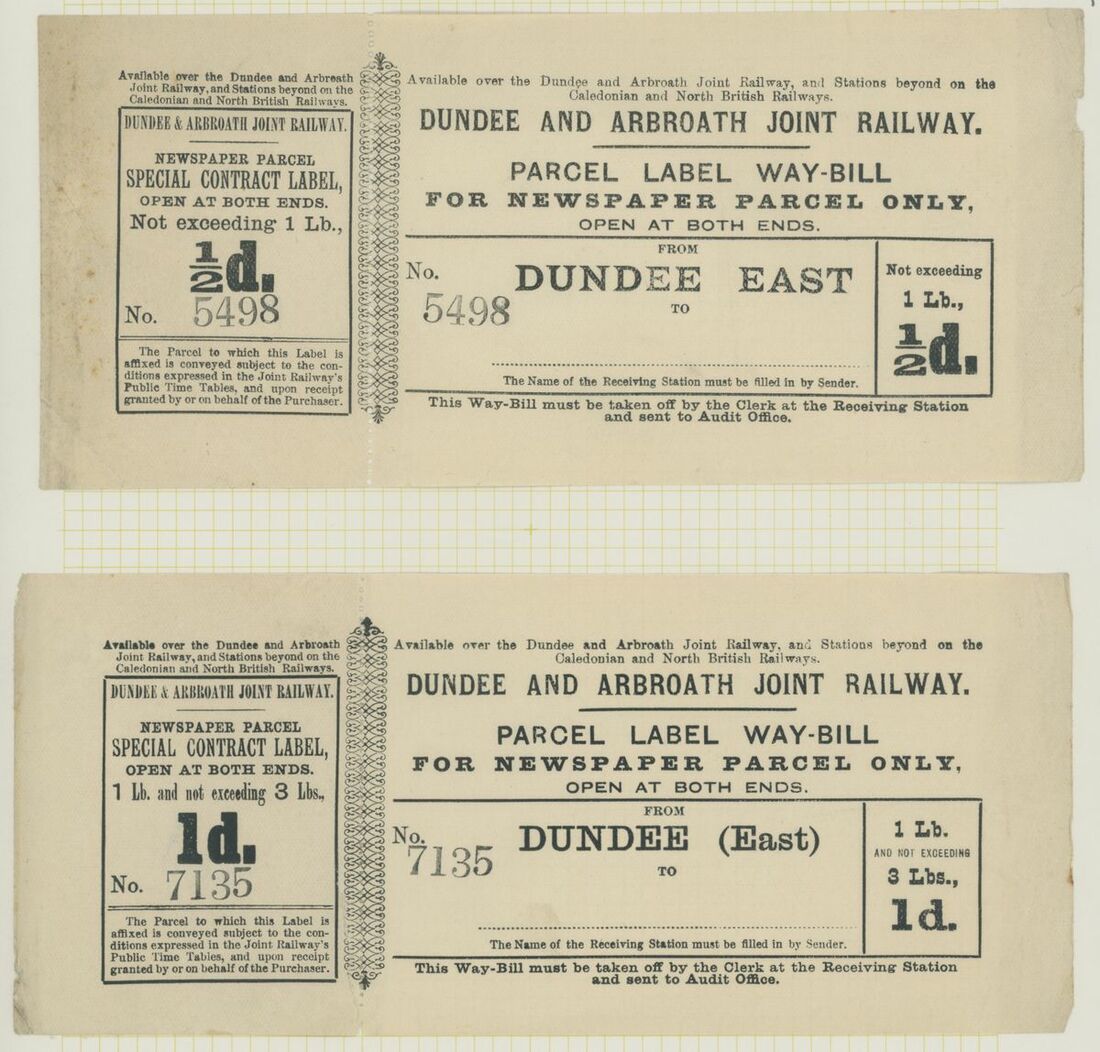 Available over the Dundee and Arbroath
Joint Railway, and Stations beyond on the
Caledonian and North British Railways.
DUNDEE & ARBROATH JOINT RAILWAY.
NEWSPAPER PARCEL
SPECIAL CONTRACT LABEL,
OPEN AT BOTH ENDS.
Not exceeding 1 Lb.,
½d.
No. 5498
The Parcel to which this Label is
affixed is conveyed subject to the con-
ditions expressed in the Joint Railway's
Public Time Tables, and upon receipt
granted by or on behalf of the Purchaser.
Available over the Dundee and Arbroath Joint Railway, and Stations beyond on the
Caledonian and North British Railways.
DUNDEE AND ARBROATH JOINT RAILWAY.
PARCEL LABEL WAY-BILL
FOR NEWSPAPER PARCEL ONLY,
OPEN AT BOTH ENDS.
FROM
No. DUNDEE EAST
5498
TO
The Name of the Receiving Station must be filled in by Sender.
Not exceeding
1 Lb.,
½d.
This Way-Bill must be taken off by the Clerk at the Receiving Station
and sent to Audit Office.
Available over the Dundee and Arbroath
Joint Railway, and Stations beyond on the
Caledonian and North British Railways.
DUNDEE & ARBROATH JOINT RAILWAY.
NEWSPAPER PARCEL
SPECIAL CONTRACT LABEL,
OPEN AT BOTH ENDS.
1 Lb. and not exceeding 3 Lbs.,
1d.
No. 7135
The Parcel to which this Label is
affixed is conveyed subject to the con-
ditions expressed in the Joint Railway's
Public Time Tables, and upon receipt
granted by or on behalf of the Purchaser.
Available over the Dundee and Arbroath Joint Railway, and Stations beyond on the
Caledonian and North British Railways.
DUNDEE AND ARBROATH JOINT RAILWAY.
PARCEL LABEL WAY-BILL
FOR NEWSPAPER PARCEL ONLY,
OPEN AT BOTH ENDS.
FROM
No. DUNDEE (East)
7135
TO
The Name of the Receiving Station must be filled in by Sender.
1 Lb.
AND NOT EXCEEDING
3 Lbs.,
1d.
This Way-Bill must be taken off by the Clerk at the Receiving Station
and sent to Audit Office.